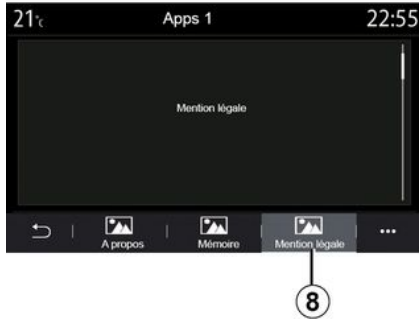 21°c Apps 1 22:55
Mention légale
A propos Mémoire Mention légale •••
8